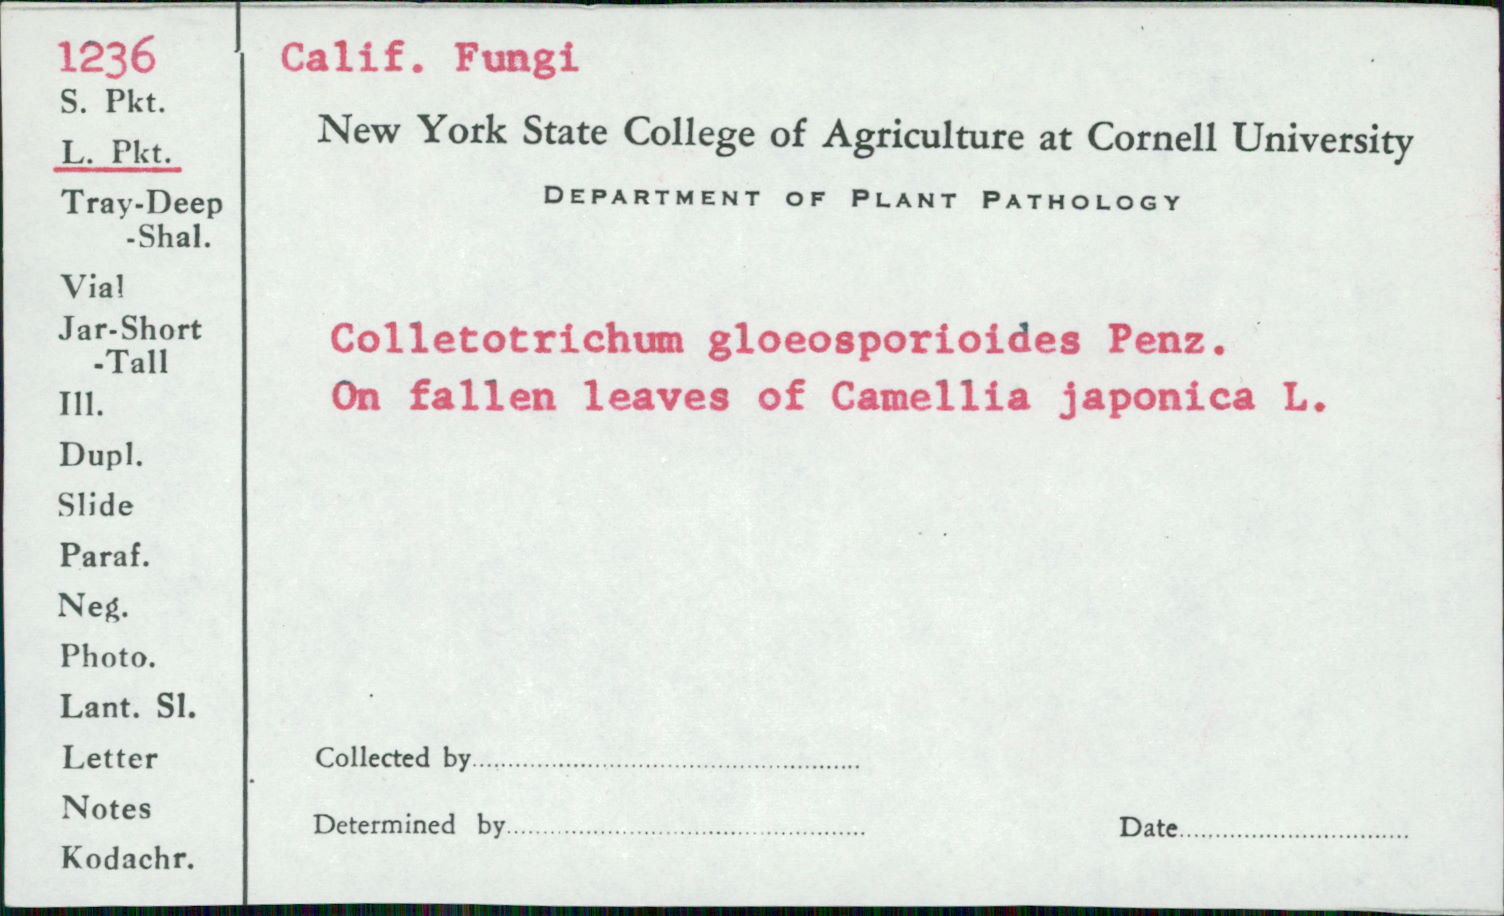 1236
S. Pkt.
L. Pkt.
Tray-Deep
-Shal.
Vial
Jar-Short
-Tall
Ill.
Dupl.
Slide
Paraf.
Neg.
Photo.
Lant. Sl.
Letter
Notes
Kodachr.
Calif. Fungi
New York State College of Agriculture at Cornell University
DEPARTMENT OF PLANT PATHOLOGY
Colletotrichum gloeosporioides Penz.
On fallen leaves of Camellia japonica L.
Collected by
Determined by
Date